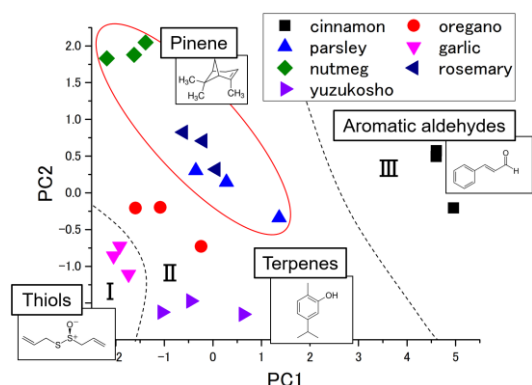 Pinene
H₃C
H₃C
CH₃
cinnamon
oregano
parsley
garlic
nutmeg
rosemary
yuzukosho
Aromatic aldehydes
O
H
III
PC2
2.0
1.5
1.0
0.5
0.0
-0.5
-1.0
-1.5
I
II
Thiols
O⁻
S⁺
S
Terpenes
OH
-2
-1
0
1
2
3
4
5
PC1